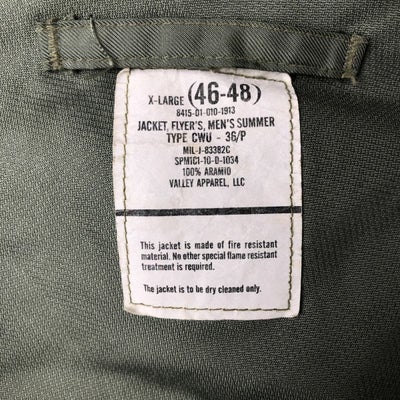 X-LARGE (46-48)
8415-01-010-1913
JACKET, FLYER'S, MEN'S SUMMER
TYPE CWU - 36/P
MIL-J-83382C
SPM1C1-10-D-1034
100% ARAMID
VALLEY APPAREL, LLC
This jacket is made of fire resistant
material. No other special flame resistant
treatment is required.
The jacket is to be dry cleaned only.